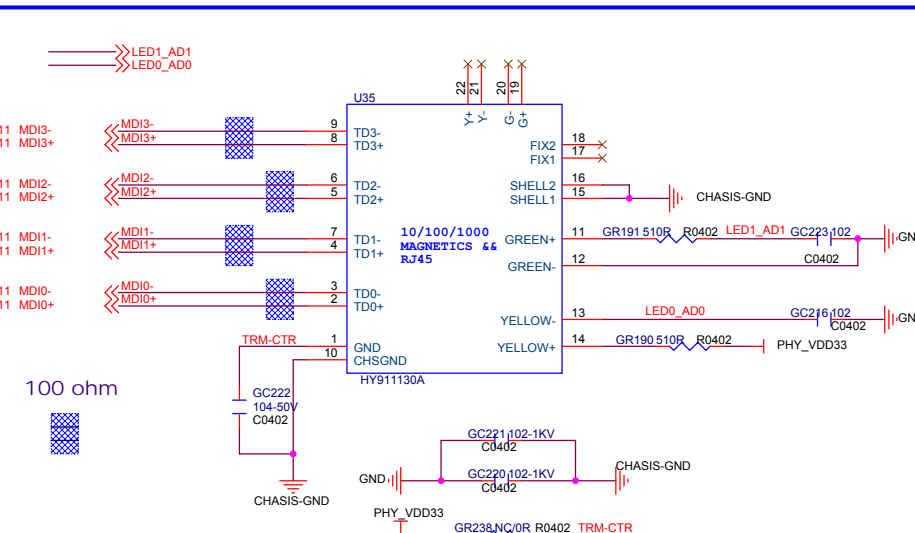 LED1_AD1
LED0_AD0
22
21
20
19
U35
Y+
Y-
G-
G+
11 MDI3-
MDI3-
9
TD3-
11 MDI3+
MDI3+
8
TD3+
FIX2
18
FIX1
17
11 MDI2-
MDI2-
6
TD2-
11 MDI2+
MDI2+
5
TD2+
SHELL2
16
SHELL1
15
CHASIS-GND
11 MDI1-
MDI1-
7
TD1-
11 MDI1+
MDI1+
4
TD1+
10/100/1000
MAGNETICS &&
RJ45
GREEN+
11
GR191 510R
R0402
LED1_AD1
GC223 102
C0402
GN
GREEN-
12
11 MDI0-
MDI0-
3
TD0-
11 MDI0+
MDI0+
2
TD0+
YELLOW-
13
LED0_AD0
GC216 102
C0402
GN
YELLOW+
14
GR190 510R
R0402
PHY_VDD33
TRM-CTR
1
GND
10
CHSGND
HY911130A
100 ohm
GC222
104-50V
C0402
CHASIS-GND
GC221 102-1KV
C0402
GND
GC220 102-1KV
C0402
CHASIS-GND
PHY_VDD33
GR238 NC/0R R0402 TRM-CTR